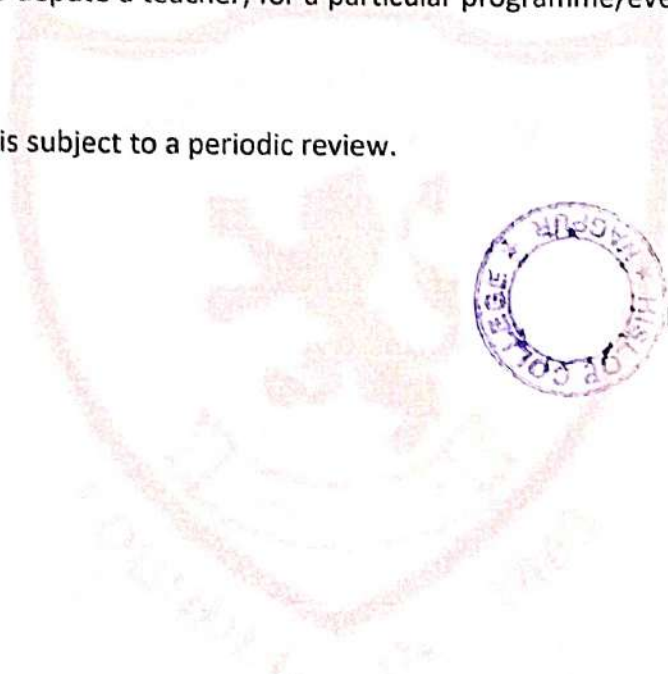 depute a teacher, for a particular programme/eve
is subject to a periodic review.
HISLOP COLLEGE ★ NAGPUR ★